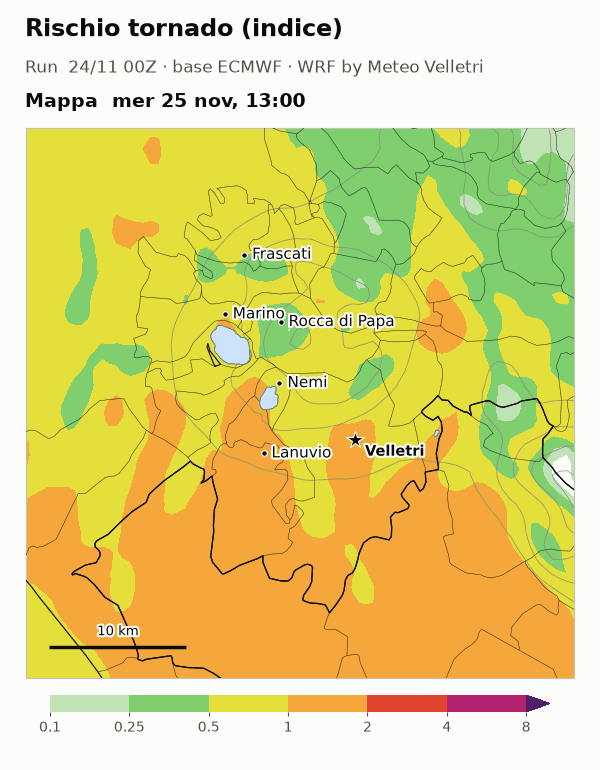 Rischio tornado (indice)
Run  24/11 00Z · base ECMWF · WRF by Meteo Velletri
Mappa  mer 25 nov, 13:00
Frascati
Marino
Rocca di Papa
Nemi
Velletri
Lanuvio
10 km
0.1 0.25 0.5 1 2 4 8